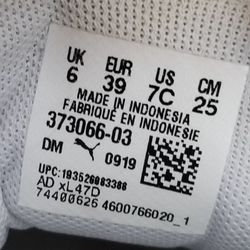 UK EUR US CM
6 39 7C 25
MADE IN INDONESIA
FABRIQUÉ EN INDONÉSIE
373066-03
DM 0919
UPC: 193526083388
AD xL47D
74400625 4600766020_1